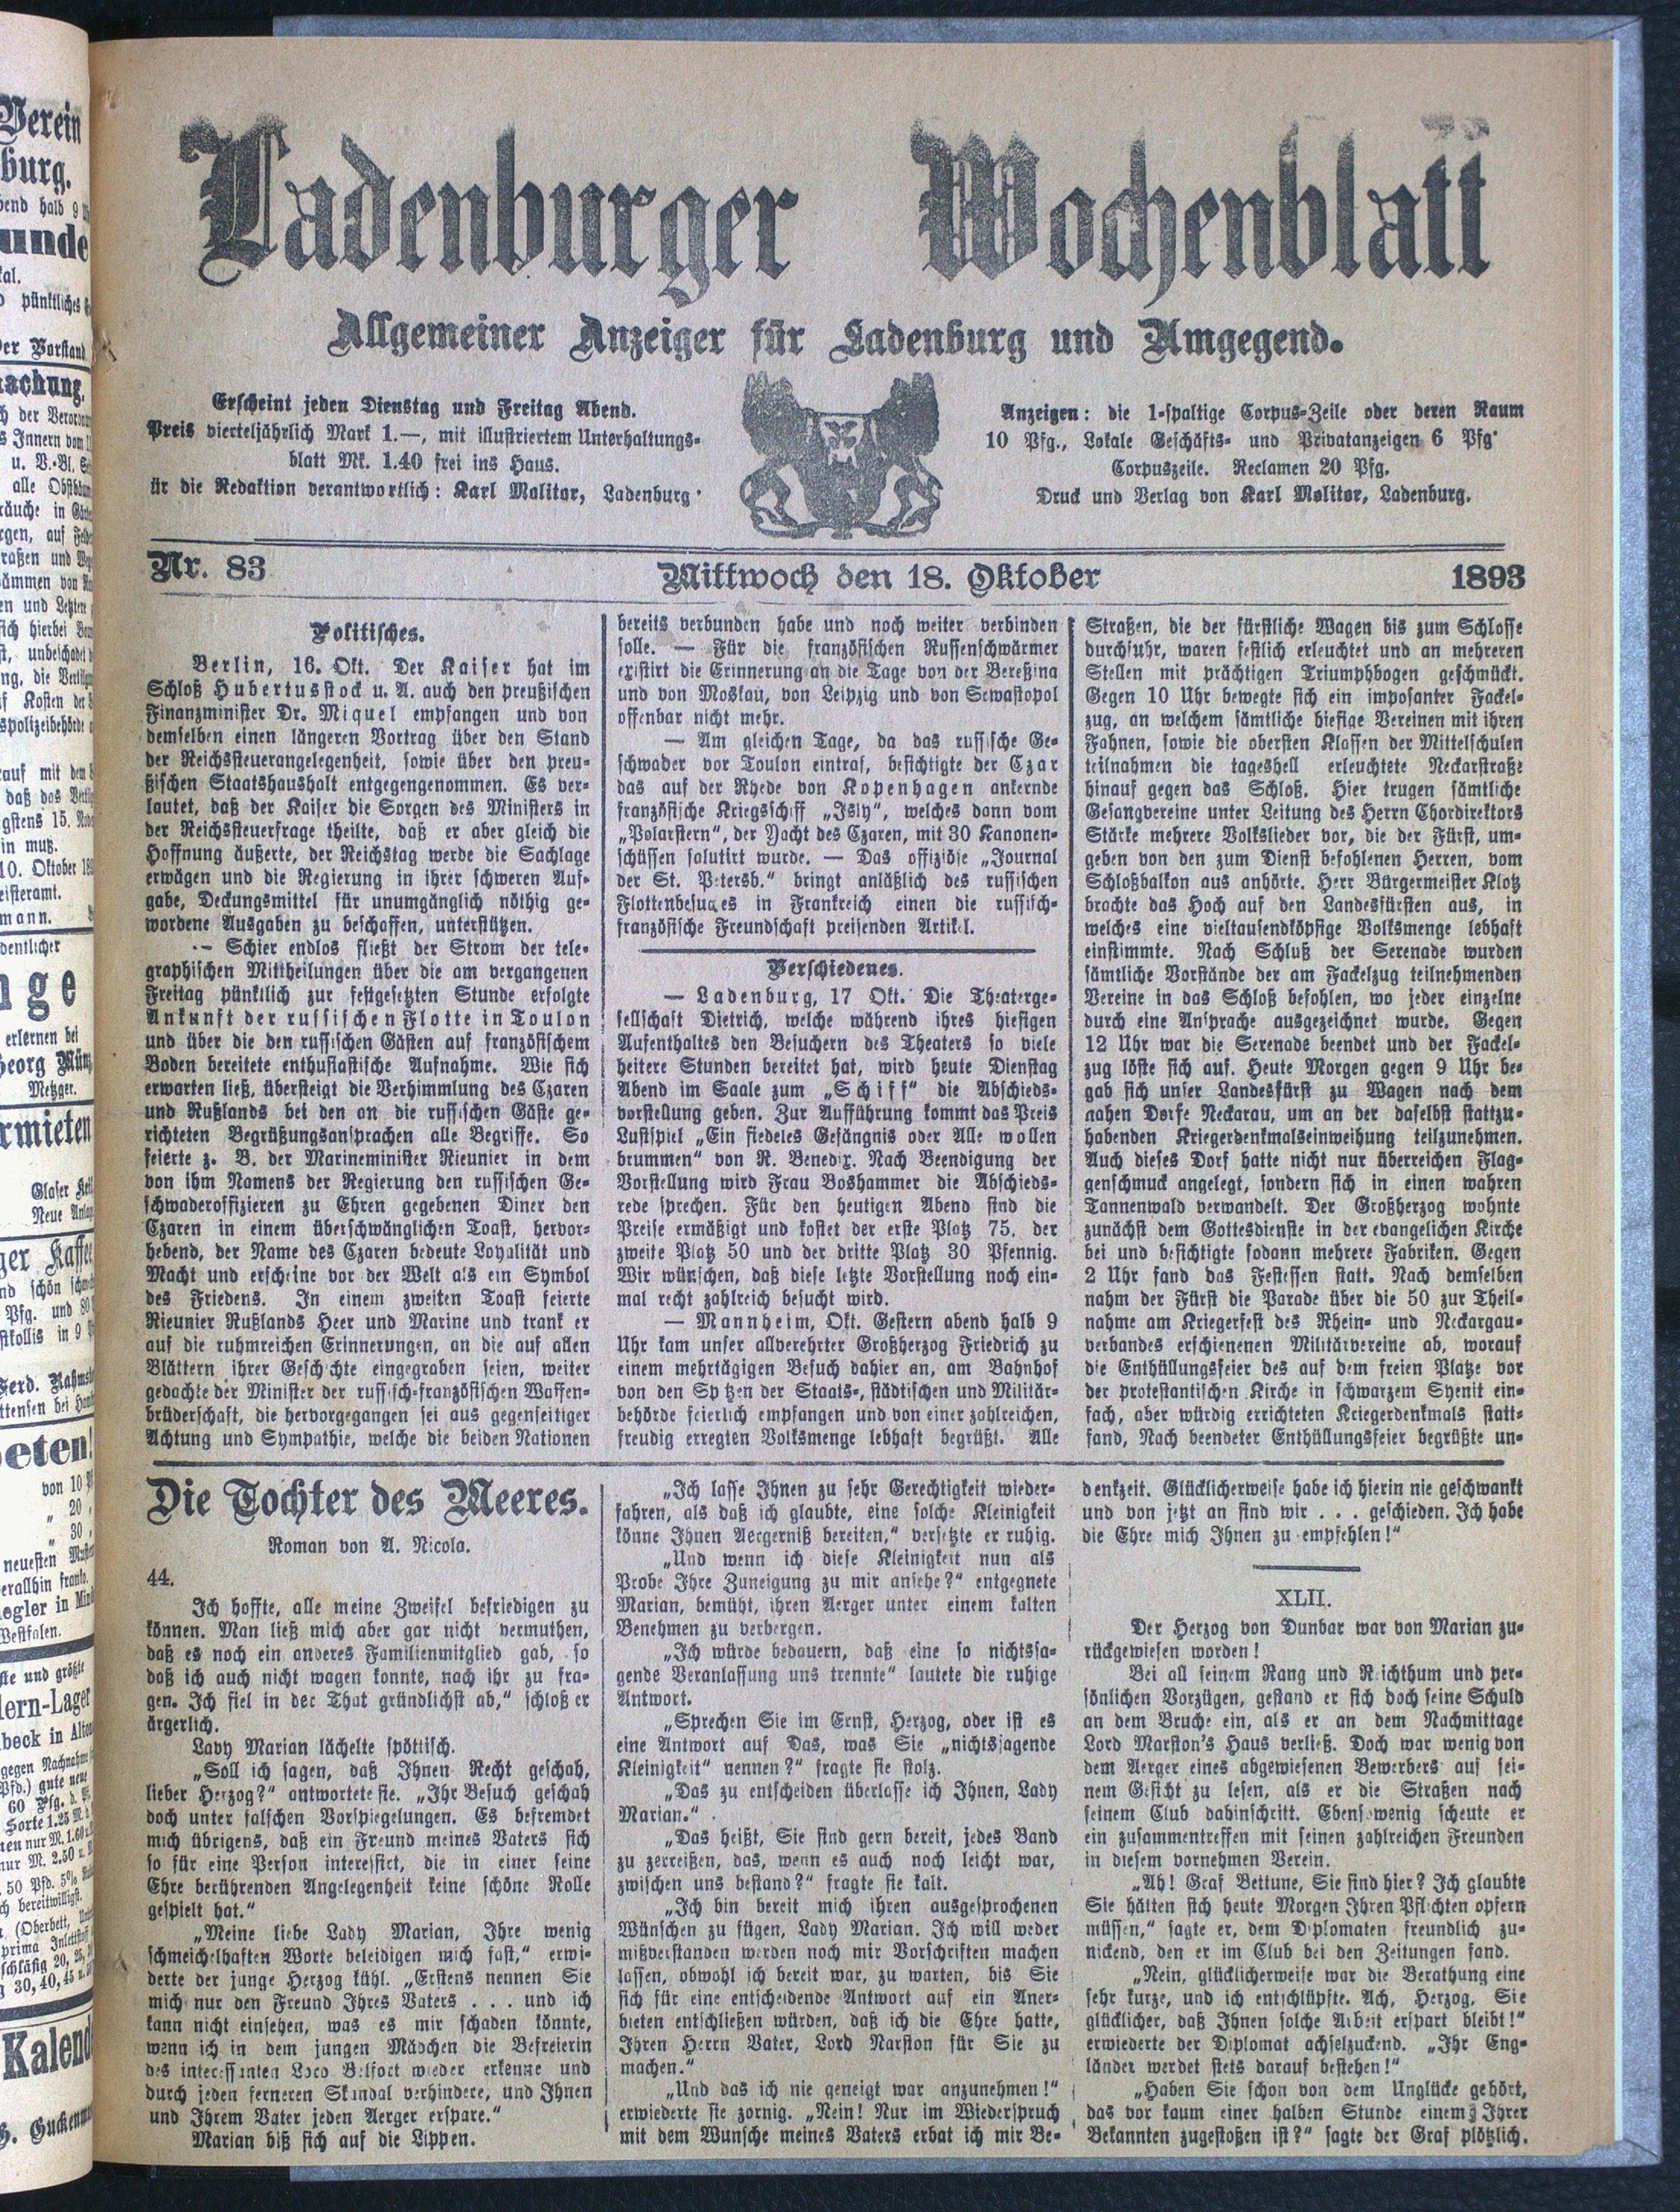 Ladenburger Wochenblatt
Allgemeiner Anzeiger für Ladenburg und Umgegend.
Erscheint jeden Dienstag und Freitag Abend.
Preis vierteljährlich Mark 1.—, mit illustriertem Unterhaltungs-
blatt Mk. 1.40 frei ins Haus.
ür die Redaktion verantwortlich: Karl Molitor, Ladenburg
Anzeigen: die 1-spaltige Corpus-Zeile oder deren Raum
10 Pfg., Lokale Geschäfts- und Privatanzeigen 6 Pfg.
Corpuszeile. Reclamen 20 Pfg.
Druck und Verlag von Karl Molitor, Ladenburg.
Nr. 83
Mittwoch den 18. Oktober
1893
Politisches.
Berlin, 16. Okt. Der Kaiser hat im
Schloß Hubertusstock u. A. auch den preußischen
Finanzminister Dr. Miquel empfangen und von
demselben einen längeren Vortrag über den Stand
der Reichssteuerangelegenheit, sowie über den preu-
ßischen Staatshaushalt entgegengenommen. Es ver-
lautet, daß der Kaiser die Sorgen des Ministers in
der Reichssteuerfrage theilte, daß er aber gleich die
Hoffnung äußerte, der Reichstag werde die Sachlage
erwägen und die Regierung in ihrer schweren Auf-
gabe, Deckungsmittel für unumgänglich nöthig ge-
wordene Ausgaben zu beschaffen, unterstützen.
— Schier endlos fließt der Strom der tele-
graphischen Mittheilungen über die am vergangenen
Freitag pünktlich zur festgesetzten Stunde erfolgte
Ankunft der russischen Flotte in Toulon
und über die den russischen Gästen auf französischem
Boden bereitete enthusiastische Aufnahme. Wie sich
erwarten ließ, übersteigt die Verhimmlung des Czaren
und Rußlands bei den an die russischen Gäste ge-
richteten Begrüßungsansprachen alle Begriffe. So
feierte z. B. der Marineminister Rieunier in dem
von ihm Namens der Regierung den russischen Ge-
schwaderoffizieren zu Ehren gegebenen Diner den
Czaren in einem überschwänglichen Toast, hervor-
hebend, der Name des Czaren bedeute Loyalität und
Macht und erscheine vor der Welt als ein Symbol
des Friedens. In einem zweiten Toast feierte
Rieunier Rußlands Heer und Marine und trank er
auf die ruhmreichen Erinnerungen, an die auf allen
Blättern ihrer Geschichte eingegraben seien, weiter
gedachte der Minister der russisch-französischen Waffen-
brüderschaft, die hervorgegangen sei aus gegenseitiger
Achtung und Sympathie, welche die beiden Nationen
bereits verbunden habe und noch weiter verbinden
solle. — Für die französischen Russenschwärmer
existirt die Erinnerung an die Tage von der Bereßina
und von Moskau, von Leipzig und von Sewastopol
offenbar nicht mehr.
— Am gleichen Tage, da das russische Ge-
schwader vor Toulon eintraf, besichtigte der Czar
das auf der Rhede von Kopenhagen ankernde
französische Kriegsschiff „Isly“, welches dann vom
„Polarstern“, der Yacht des Czaren, mit 30 Kanonen-
schüssen salutirt wurde. — Das offiziöse „Journal
der St. Petersb.“ bringt anläßlich des russischen
Flottenbesuches in Frankreich einen die russisch-
französische Freundschaft preisenden Artikel.
Verschiedenes.
— Ladenburg, 17 Okt. Die Theaterge-
sellschaft Dietrich, welche während ihres hiesigen
Aufenthaltes den Besuchern des Theaters so viele
heitere Stunden bereitet hat, wird heute Dienstag
Abend im Saale zum „Schiff“ die Abschieds-
vorstellung geben. Zur Aufführung kommt das Preis
Lustspiel „Ein fiedeles Gefängnis oder Alle wollen
brummen“ von R. Benedix. Nach Beendigung der
Vorstellung wird Frau Boshammer die Abschieds-
rede sprechen. Für den heutigen Abend sind die
Preise ermäßigt und kostet der erste Platz 75, der
zweite Platz 50 und der dritte Platz 30 Pfennig.
Wir wünschen, daß diese letzte Vorstellung noch ein-
mal recht zahlreich besucht wird.
— Mannheim, Okt. Gestern abend halb 9
Uhr kam unser allverehrter Großherzog Friedrich zu
einem mehrtägigen Besuch dahier an, am Bahnhof
von den Sp tzen der Staats-, städtischen und Militär-
behörde feierlich empfangen und von einer zahlreichen,
freudig erregten Volksmenge lebhaft begrüßt. Alle
Straßen, die der fürstliche Wagen bis zum Schlosse
durchfuhr, waren festlich erleuchtet und an mehreren
Stellen mit prächtigen Triumphbogen geschmückt.
Gegen 10 Uhr bewegte sich ein imposanter Fackel-
zug, an welchem sämtliche hiesige Vereinen mit ihren
Fahnen, sowie die obersten Klassen der Mittelschulen
teilnahmen die tageshell erleuchtete Neckarstraße
hinauf gegen das Schloß. Hier trugen sämtliche
Gesangvereine unter Leitung des Herrn Chordirektors
Stärke mehrere Volkslieder vor, die der Fürst, um-
geben von den zum Dienst befohlenen Herren, vom
Schloßbalkon aus anhörte. Herr Bürgermeister Klotz
brachte das Hoch auf den Landesfürsten aus, in
welches eine vieltausendköpfige Volksmenge lebhaft
einstimmte. Nach Schluß der Serenade wurden
sämtliche Vorstände der am Fackelzug teilnehmenden
Vereine in das Schloß befohlen, wo jeder einzelne
durch eine Ansprache ausgezeichnet wurde. Gegen
12 Uhr war die Serenade beendet und der Fackel-
zug löste sich auf. Heute Morgen gegen 9 Uhr be-
gab sich unser Landesfürst zu Wagen nach dem
nahen Dorfe Neckarau, um an der daselbst stattzu-
habenden Kriegerdenkmalseinweihung teilzunehmen.
Auch dieses Dorf hatte nicht nur überreichen Flag-
genschmuck angelegt, sondern sich in einen wahren
Tannenwald verwandelt. Der Großherzog wohnte
zunächst dem Gottesdienste in der evangelichen Kirche
bei und besichtigte sodann mehrere Fabriken. Gegen
2 Uhr fand das Festessen statt. Nach demselben
nahm der Fürst die Parade über die 50 zur Theil-
nahme am Kriegerfest des Rhein- und Neckargau-
verbandes erschienenen Militärvereine ab, worauf
die Enthüllungsfeier des auf dem freien Platze vor
der protestantischen Kirche in schwarzem Syenit ein-
fach, aber würdig errichteten Kriegerdenkmals statt-
fand, Nach beendeter Enthüllungsfeier begrüßte un-
Die Tochter des Meeres.
Roman von A. Nicola.
44.
Ich hoffte, alle meine Zweifel befriedigen zu
können. Man ließ mich aber gar nicht vermuthen,
daß es noch ein anderes Familienmitglied gab, so
daß ich auch nicht wagen konnte, nach ihr zu fra-
gen. Ich fiel in der That gründlichst ab,“ schloß er
ärgerlich.
Lady Marian lächelte spöttisch.
„Soll ich sagen, daß Ihnen Recht geschah,
lieber Herzog?“ antwortete sie. „Ihr Besuch geschah
doch unter falschen Vorspiegelungen. Es befremdet
mich übrigens, daß ein Freund meines Vaters sich
so für eine Person interessirt, die in einer seine
Ehre berührenden Angelegenheit keine schöne Rolle
gespielt hat.“
„Meine liebe Lady Marian, Ihre wenig
schmeichelhaften Worte beleidigen mich fast,“ erwi-
derte der junge Herzog kühl. „Erstens nennen Sie
mich nur den Freund Ihres Vaters . . . und ich
kann nicht einsehen, was es mir schaden könnte,
wenn ich in dem jungen Mädchen die Befreierin
des interessanten Loco Belfort wieder erkenne und
durch jeden ferneren Skandal verhindere, und Ihnen
und Ihrem Vater jeden Aerger erspare.“
Marian biß sich auf die Lippen.
„Ich lasse Ihnen zu sehr Gerechtigkeit wieder-
fahren, als daß ich glaubte, eine solche Kleinigkeit
könne Ihnen Aergerniß bereiten,“ versetzte er ruhig.
„Und wenn ich diese Kleinigkeit nun als
Probe Ihre Zuneigung zu mir ansehe?“ entgegnete
Marian, bemüht, ihren Aerger unter einem kalten
Benehmen zu verbergen.
„Ich würde bedauern, daß eine so nichtssa-
gende Veranlassung uns trennte“ lautete die ruhige
Antwort.
„Sprechen Sie im Ernst, Herzog, oder ist es
eine Antwort auf Das, was Sie „nichtssagende
Kleinigkeit“ nennen?“ fragte sie stolz.
„Das zu entscheiden überlasse ich Ihnen, Lady
Marian.“
„Das heißt, Sie sind gern bereit, jedes Band
zu zerreißen, das, wenn es auch noch leicht war,
zwischen uns bestand?“ fragte sie kalt.
„Ich bin bereit mich ihren ausgesprochenen
Wünschen zu fügen, Lady Marian. Ich will weder
mißverstanden werden noch mir Vorschriften machen
lassen, obwohl ich bereit war, zu warten, bis Sie
sich für eine entscheidende Antwort auf ein Aner-
bieten entschließen würden, daß ich die Ehre hatte,
Ihren Herrn Vater, Lord Narston für Sie zu
machen.“
„Und das ich nie geneigt war anzunehmen!“
erwiederte sie zornig. „Nein! Nur im Wiederspruch
mit dem Wunsche meines Vaters erbat ich mir Be-
denkzeit. Glücklicherweise habe ich hierin nie geschwankt
und von jetzt an sind wir . . . geschieden. Ich habe
die Ehre mich Ihnen zu empfehlen!“
XLII.
Der Herzog von Dunbar war von Marian zu-
rückgewiesen worden!
Bei all seinem Rang und Reichthum und per-
sönlichen Vorzügen, gestand er sich doch seine Schuld
an dem Bruche ein, als er an dem Nachmittage
Lord Marston's Haus verließ. Doch war wenig von
dem Aerger eines abgewiesenen Bewerbers auf sei-
nem Gesicht zu lesen, als er die Straßen nach
seinem Club dahinschritt. Ebensowenig scheute er
ein zusammentreffen mit seinen zahlreichen Freunden
in diesem vornehmen Verein.
„Ah! Graf Bettune, Sie sind hier? Ich glaubte
Sie hätten sich heute Morgen Ihren Pflichten opfern
müssen,“ sagte er, dem Diplomaten freundlich zu-
nickend, den er im Club bei den Zeitungen fand.
„Nein, glücklicherweise war die Berathung eine
sehr kurze, und ich entschlüpfte. Ach, Herzog, Sie
glücklicher, daß Ihnen solche Arbeit erspart bleibt!“
erwiederte der Diplomat achselzuckend. „Ihr Eng-
länder werdet stets darauf bestehen!“
„Haben Sie schon von dem Unglücke gehört,
das vor kaum einer halben Stunde einem Ihrer
Bekannten zugestoßen ist?“ sagte der Graf plötzlich.